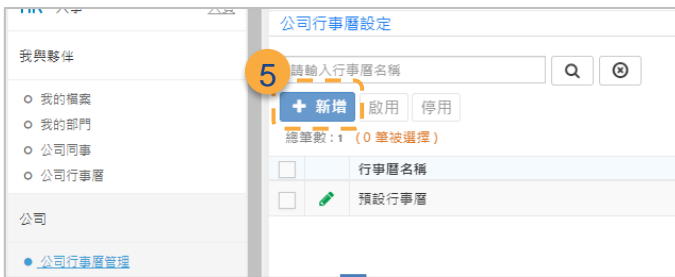 公司行事曆設定
我與夥伴
請輸入行事曆名稱
5
我的檔案
我的部門
公司同事
公司行事曆
+ 新增 啟用 停用
總筆數 : 1 ( 0 筆被選擇 )
行事曆名稱
預設行事曆
公司
公司行事曆管理